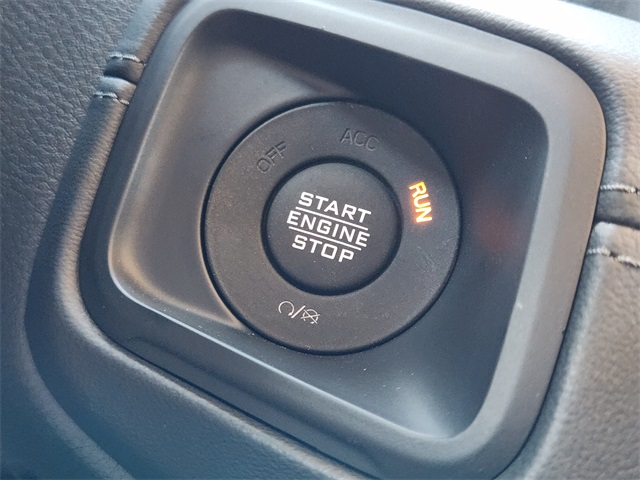 OFF
ACC
RUN
START
ENGINE
STOP